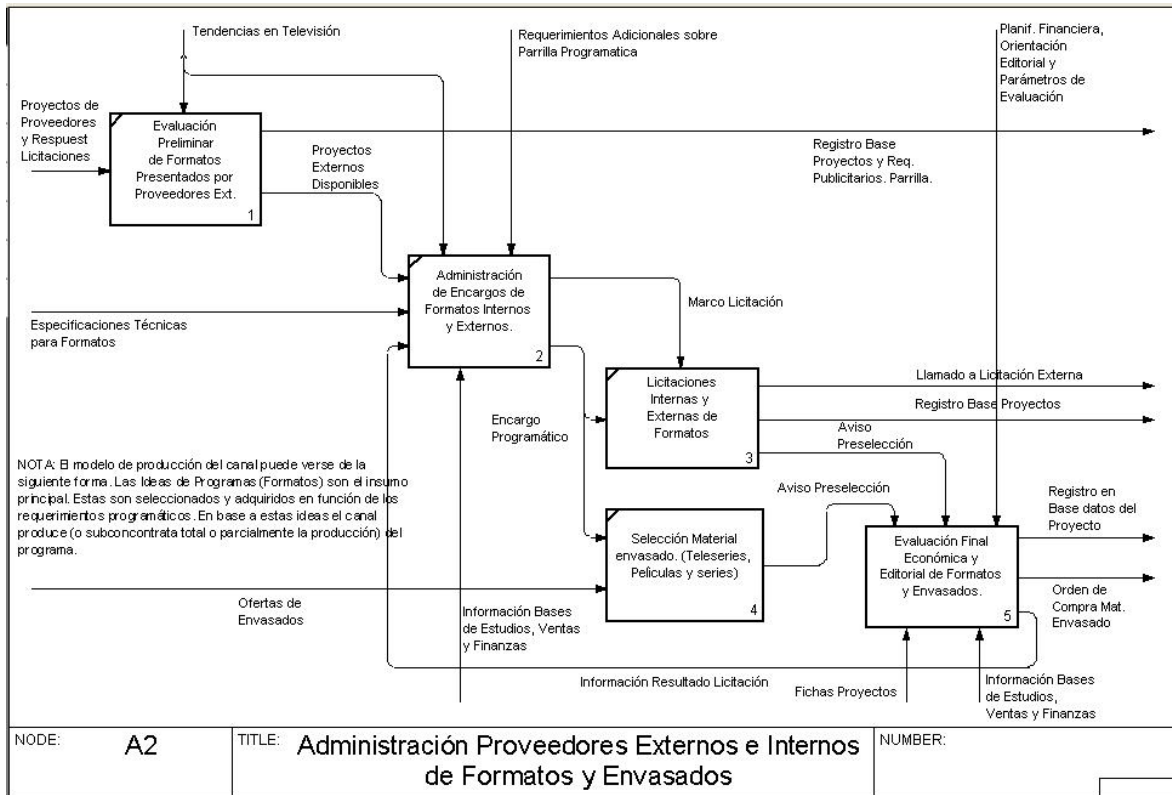 Tendencias en Televisión
Requerimientos Adicionales sobre
Parrilla Programatica
Planif. Financiera,
Orientación
Editorial y
Parámetros de
Evaluación
Proyectos de
Proveedores
y Respuest
Licitaciones
Evaluación
Preliminar
de Formatos
Presentados por
Proveedores Ext.
1
Proyectos
Externos
Disponibles
Registro Base
Proyectos y Req.
Publicitarios. Parrilla.
Administración
de Encargos de
Formatos Internos
y Externos.
2
Marco Licitación
Especificaciones Técnicas
para Formatos
Licitaciones
Internas y
Externas de
Formatos
3
Llamado a Licitación Externa
Registro Base Proyectos
Encargo
Programático
Aviso
Preselección
NOTA: El modelo de producción del canal puede verse de la
siguiente forma. Las Ideas de Programas (Formatos) son el insumo
principal. Estas son seleccionados y adquiridos en función de los
requerimientos programáticos. En base a estas ideas el canal
produce (o subconcontrata total o parcialmente la producción) del
programa.
Aviso Preselección
Registro en
Base datos del
Proyecto
Selección Material
envasado. (Teleseries,
Películas y series)
4
Evaluación Final
Económica y
Editorial de Formatos
y Envasados.
5
Ofertas de
Envasados
Orden de
Compra Mat.
Envasado
Información Bases
de Estudios, Ventas
y Finanzas
Información Resultado Licitación
Fichas Proyectos
Información Bases
de Estudios,
Ventas y Finanzas
NODE:
A2
TITLE:
Administración Proveedores Externos e Internos
de Formatos y Envasados
NUMBER: